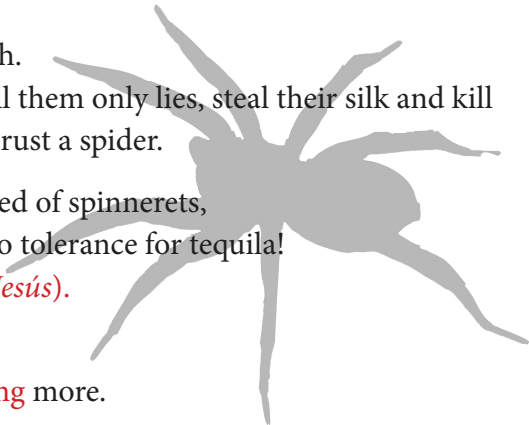 h.
l them only lies, steal their silk and kill
rust a spider.
ed of spinnerets,
o tolerance for tequila!
esús).
ng more.